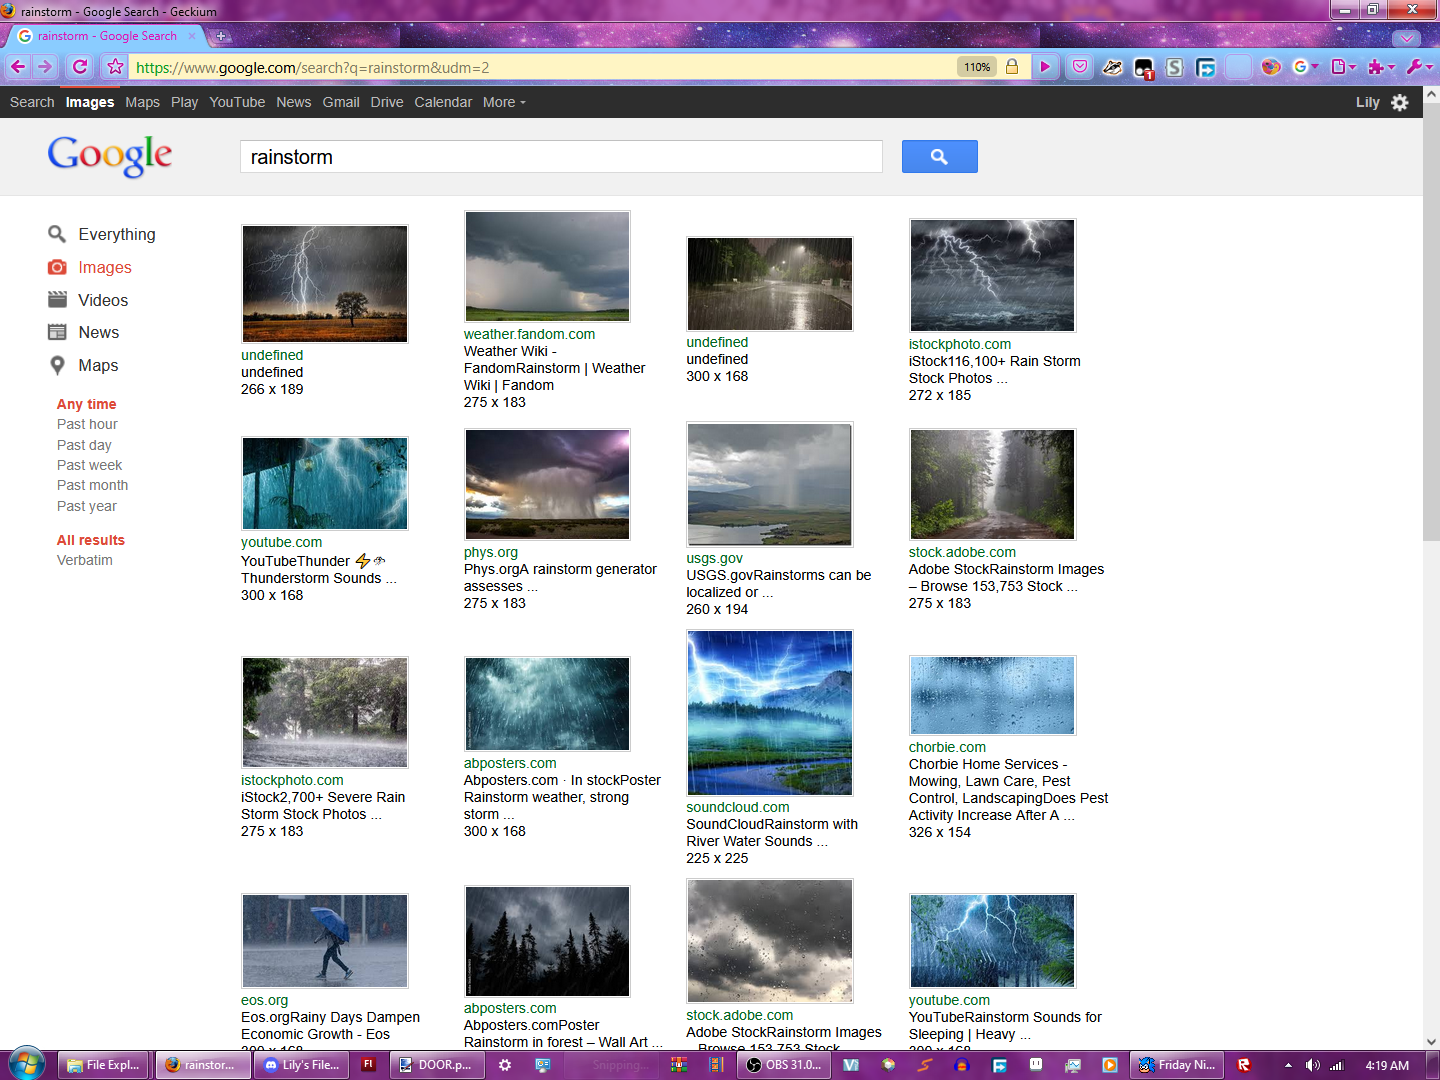 rainstorm - Google Search - Geckium
rainstorm - Google Search
https://www.google.com/search?q=rainstorm&udm=2
110%
1
Search Images Maps Play YouTube News Gmail Drive Calendar More
Lily
Google
rainstorm
Everything
Images
Videos
News
Maps
Any time
Past hour
Past day
Past week
Past month
Past year
All results
Verbatim
undefined
undefined
266 x 189
weather.fandom.com
Weather Wiki -
FandomRainstorm | Weather
Wiki | Fandom
275 x 183
undefined
undefined
300 x 168
istockphoto.com
iStock116,100+ Rain Storm
Stock Photos ...
272 x 185
youtube.com
YouTubeThunder ⚡🌩
Thunderstorm Sounds ...
300 x 168
phys.org
Phys.orgA rainstorm generator
assesses ...
275 x 183
usgs.gov
USGS.govRainstorms can be
localized or ...
260 x 194
stock.adobe.com
Adobe StockRainstorm Images
– Browse 153,753 Stock ...
275 x 183
istockphoto.com
iStock2,700+ Severe Rain
Storm Stock Photos ...
275 x 183
abposters.com
Abposters.com · In stockPoster
Rainstorm weather, strong
storm ...
300 x 168
soundcloud.com
SoundCloudRainstorm with
River Water Sounds ...
225 x 225
chorbie.com
Chorbie Home Services -
Mowing, Lawn Care, Pest
Control, LandscapingDoes Pest
Activity Increase After A ...
326 x 154
eos.org
Eos.orgRainy Days Dampen
Economic Growth - Eos
300 x 168
abposters.com
Abposters.comPoster
Rainstorm in forest – Wall Art ...
stock.adobe.com
Adobe StockRainstorm Images
– Browse 153,753 Stock
youtube.com
YouTubeRainstorm Sounds for
Sleeping | Heavy ...
300 x 168
File Expl...
rainstor...
Lily's File...
Fl
DOOR.p...
Snipping...
OBS 31.0...
Friday Ni...
4:19 AM